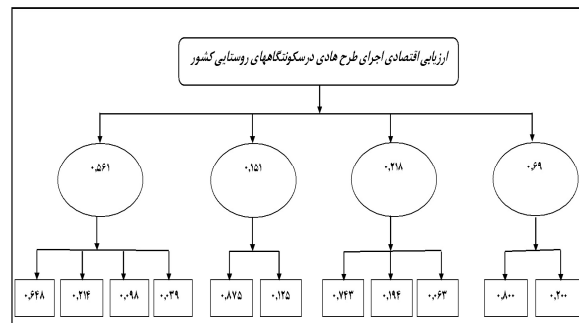 ارزیابی اقتصادی اجرای طرح هادی درسکونتگاههای روستایی کشور
۰,۵۶۱ ۰,۱۵۱ ۰,۲۱۸ ۰,۶۹
۰,۶۴۸ ۰,۲۱۴ ۰,۰۹۸ ۰,۰۳۹ ۰,۸۷۵ ۰,۱۲۵ ۰,۷۴۳ ۰,۱۹۴ ۰,۰۶۳ ۰,۸۰۰ ۰,۲۰۰